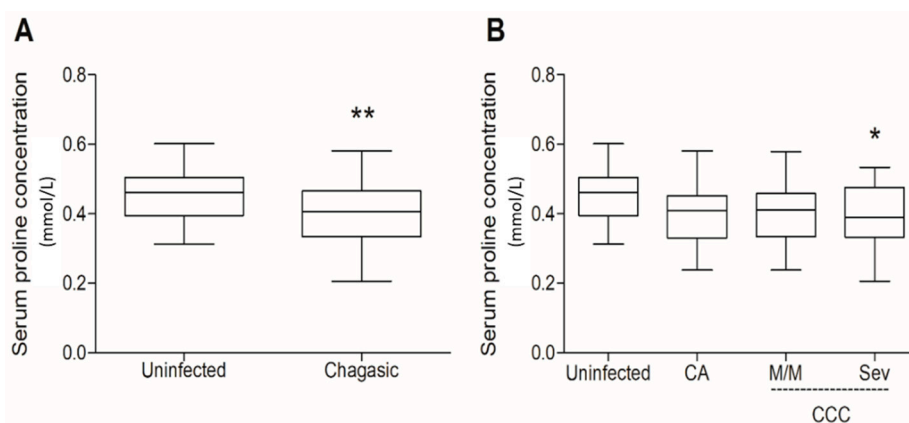 A
Serum proline concentration
(mmol/L)
0.8
0.6
0.4
0.2
0.0
**
Uninfected
Chagasic
B
Serum proline concentration
(mmol/L)
0.8
0.6
0.4
0.2
0.0
*
Uninfected
CA
M/M
Sev
CCC